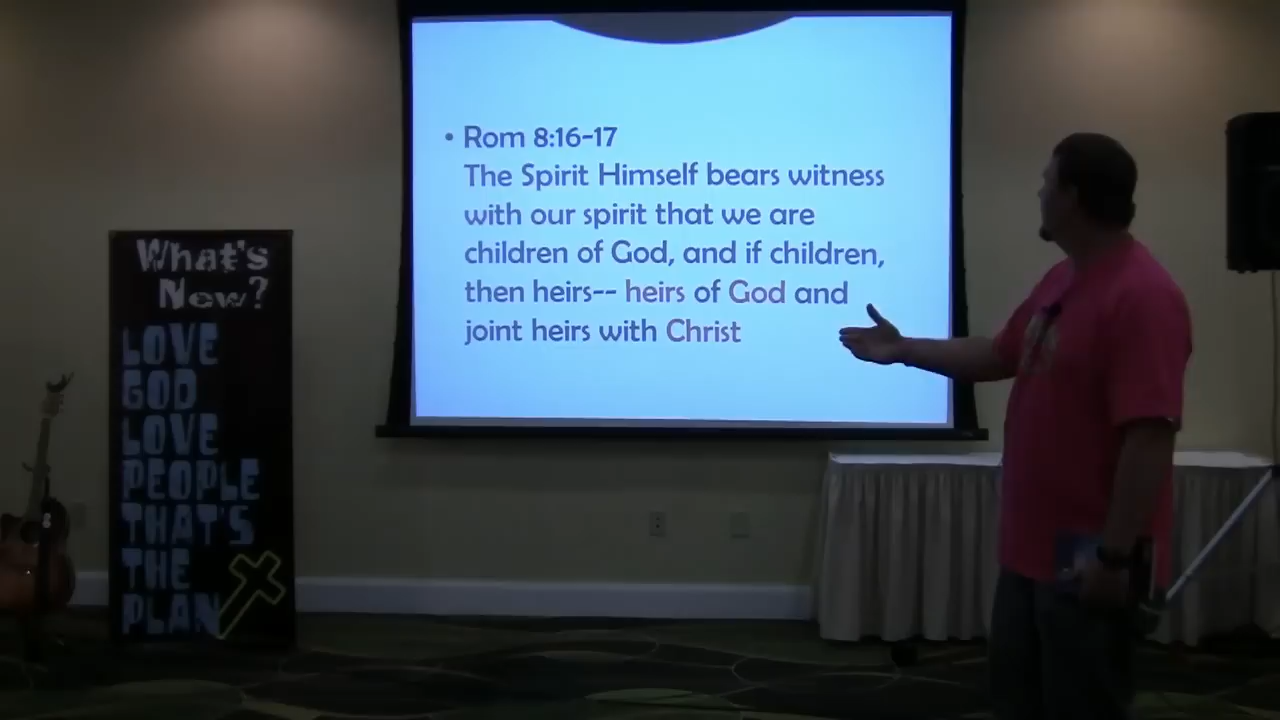 • Rom 8:16-17
The Spirit Himself bears witness
with our spirit that we are
children of God, and if children,
then heirs-- heirs of God and
joint heirs with Christ
What's
New?
LOVE
GOD
LOVE
PEOPLE
THAT'S
THE
PLAN